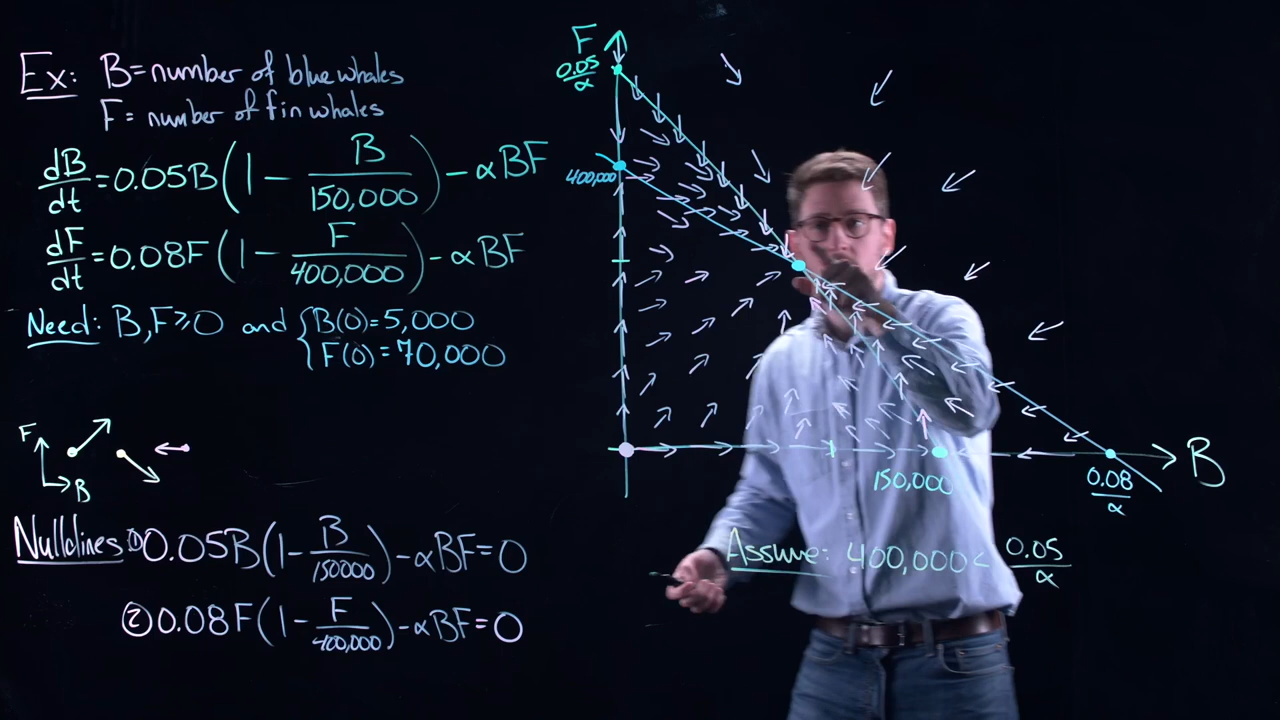 Ex: B=number of blue whales
F= number of fin whales
dB/dt = 0.05B(1 - B/150,000) - αBF
dF/dt = 0.08F(1 - F/400,000) - αBF
Need: B,F≥0 and {B(0)=5,000
F(0)=70,000
F
B
Nullclines ① 0.05B(1 - B/150000) - αBF=0
② 0.08F(1 - F/400,000) - αBF=0
F
0.05/α
400,000
B
150,000
0.08/α
Assume: 400,000 < 0.05/α